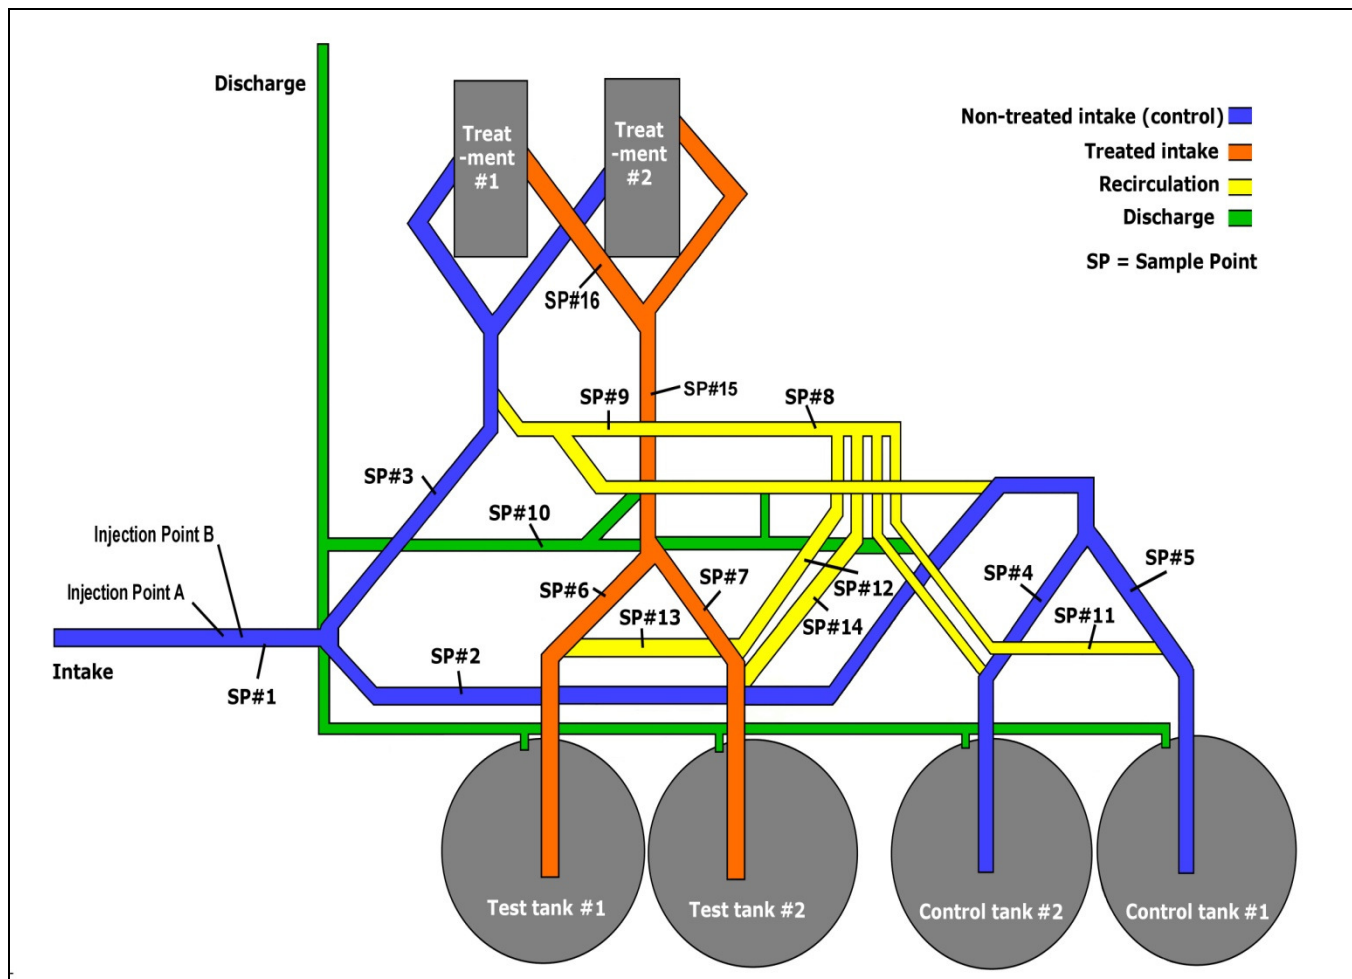 Discharge
Treat
-ment
#1
Treat
-ment
#2
Non-treated intake (control)
Treated intake
Recirculation
Discharge
SP = Sample Point
SP#16
SP#15
SP#9
SP#8
SP#3
SP#10
Injection Point B
Injection Point A
SP#6
SP#7
SP#12
SP#4
SP#5
SP#13
SP#14
SP#11
SP#2
Intake
SP#1
Test tank #1
Test tank #2
Control tank #2
Control tank #1